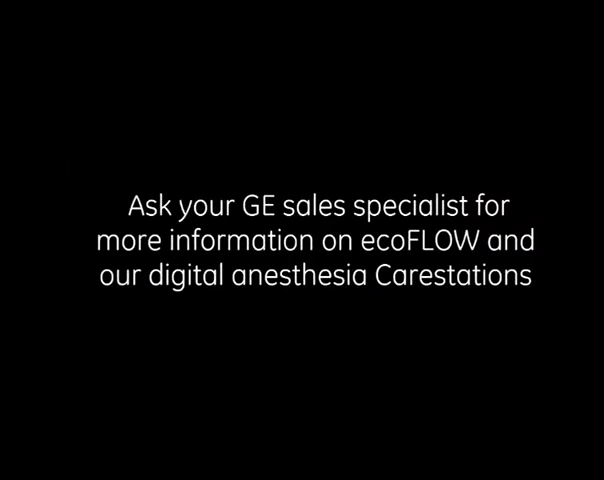 Ask your GE sales specialist for
more information on ecoFLOW and
our digital anesthesia Carestations